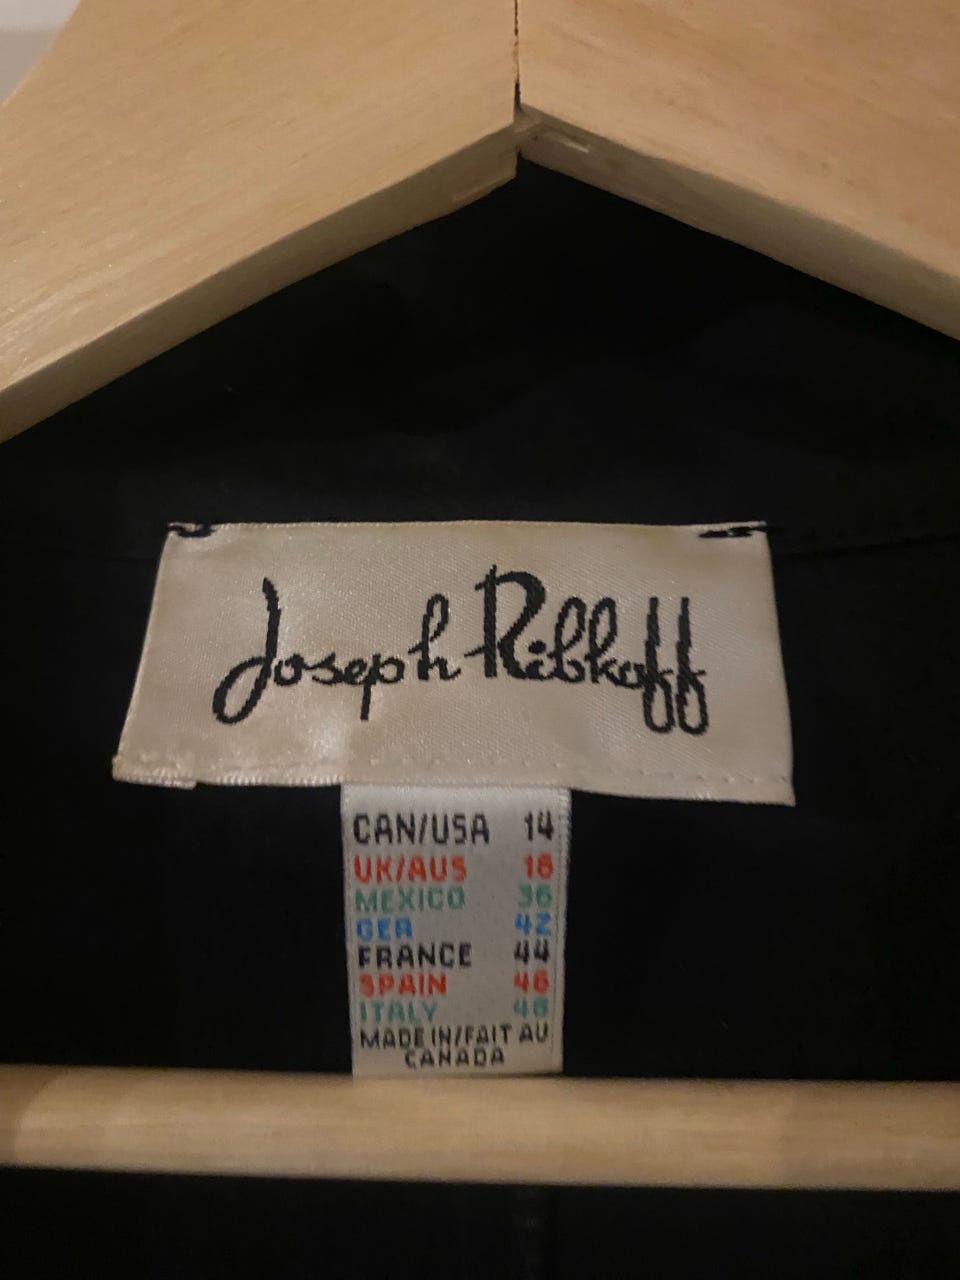 Joseph Ribkoff
CAN/USA 14
UK/AUS 16
MEXICO 36
GER 42
FRANCE 44
SPAIN 46
ITALY 48
MADE IN/FAIT AU
CANADA